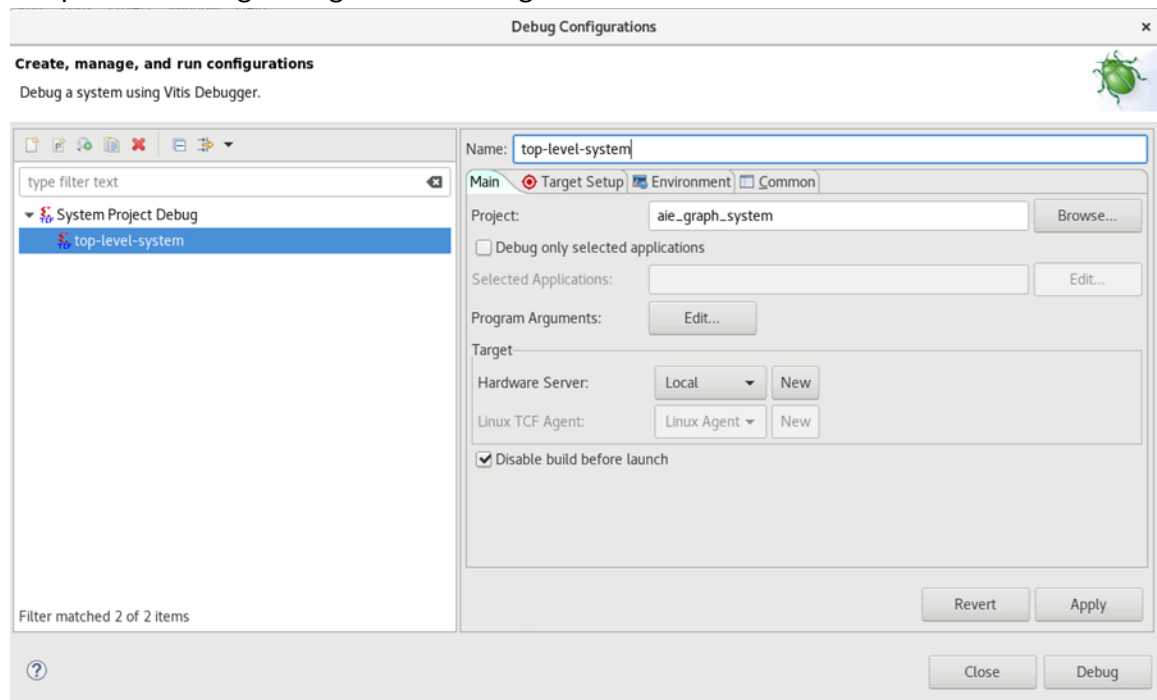 Debug Configurations
Create, manage, and run configurations
Debug a system using Vitis Debugger.
type filter text
System Project Debug
top-level-system
Filter matched 2 of 2 items
Name: top-level-system
Main Target Setup Environment Common
Project: aie_graph_system Browse...
Debug only selected applications
Selected Applications: Edit...
Program Arguments: Edit...
Target
Hardware Server: Local New
Linux TCF Agent: Linux Agent New
Disable build before launch
Revert Apply
Close Debug